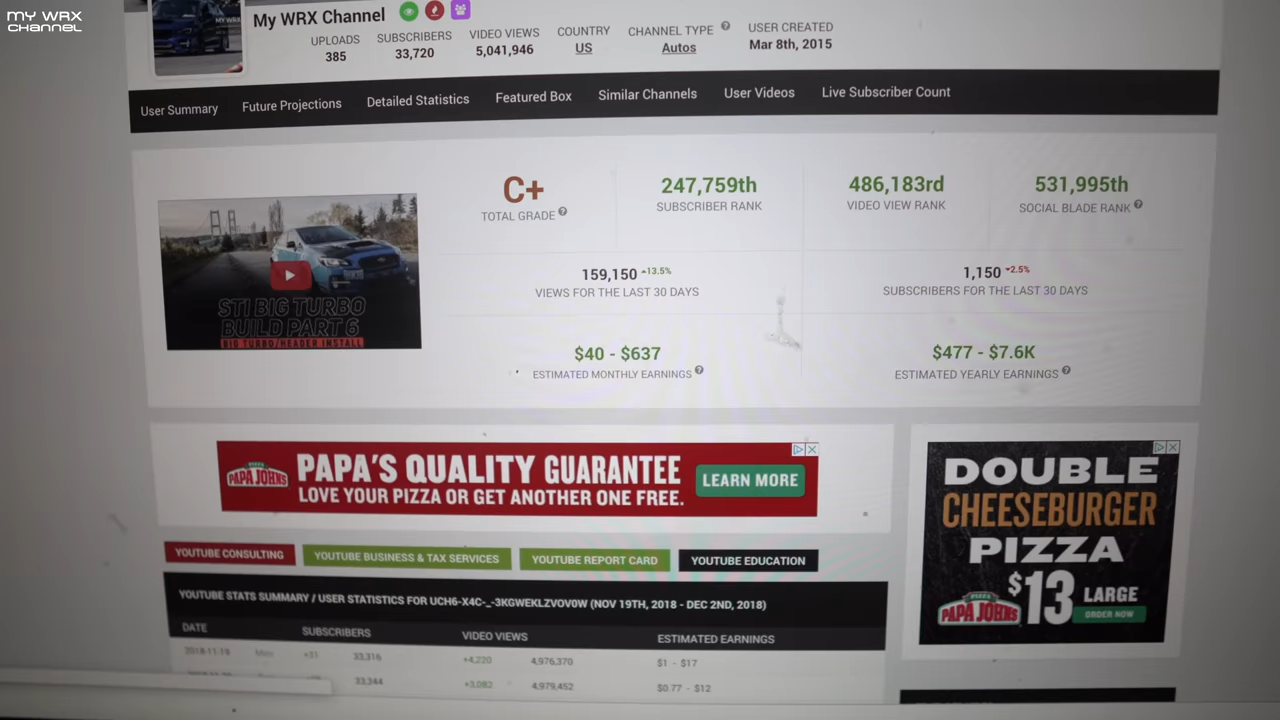 MY WRX
CHANNEL
MY WRX
My WRX Channel
UPLOADS
385
SUBSCRIBERS
33,720
VIDEO VIEWS
5,041,946
COUNTRY
US
CHANNEL TYPE
Autos
USER CREATED
Mar 8th, 2015
User Summary
Future Projections
Detailed Statistics
Featured Box
Similar Channels
User Videos
Live Subscriber Count
STI BIG TURBO
BUILD PART 6
BIG TURBO/HEADER INSTALL
C+
TOTAL GRADE
247,759th
SUBSCRIBER RANK
486,183rd
VIDEO VIEW RANK
531,995th
SOCIAL BLADE RANK
159,150 13.5%
VIEWS FOR THE LAST 30 DAYS
1,150 2.5%
SUBSCRIBERS FOR THE LAST 30 DAYS
$40 - $637
ESTIMATED MONTHLY EARNINGS
$477 - $7.6K
ESTIMATED YEARLY EARNINGS
PIZZA
PAPA JOHNS
PAPA'S QUALITY GUARANTEE
LOVE YOUR PIZZA OR GET ANOTHER ONE FREE.
LEARN MORE
DOUBLE
CHEESEBURGER
PIZZA
$13 LARGE
ORDER NOW
PIZZA
PAPA JOHNS
YOUTUBE CONSULTING
YOUTUBE BUSINESS & TAX SERVICES
YOUTUBE REPORT CARD
YOUTUBE EDUCATION
YOUTUBE STATS SUMMARY / USER STATISTICS FOR UCH6-X4C-_-3KGWEKLZVOV0W (NOV 19TH, 2018 - DEC 2ND, 2018)
DATE SUBSCRIBERS VIDEO VIEWS ESTIMATED EARNINGS
2018-11-19 Mon +31 33,316 +4,220 4,976,370 $1 - $17
33,344 +3,082 4,979,452 $0.77 - $12